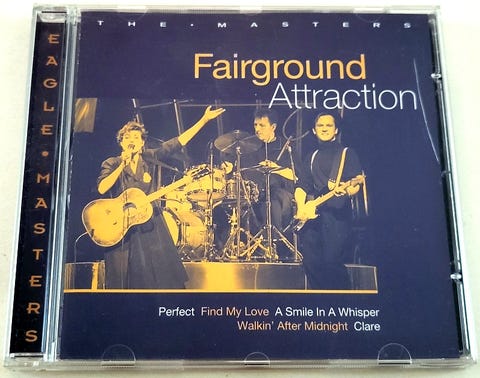 THE • MASTERS
Fairground
Attraction
Perfect Find My Love A Smile In A Whisper
Walkin' After Midnight Clare
EAGLE • MASTERS